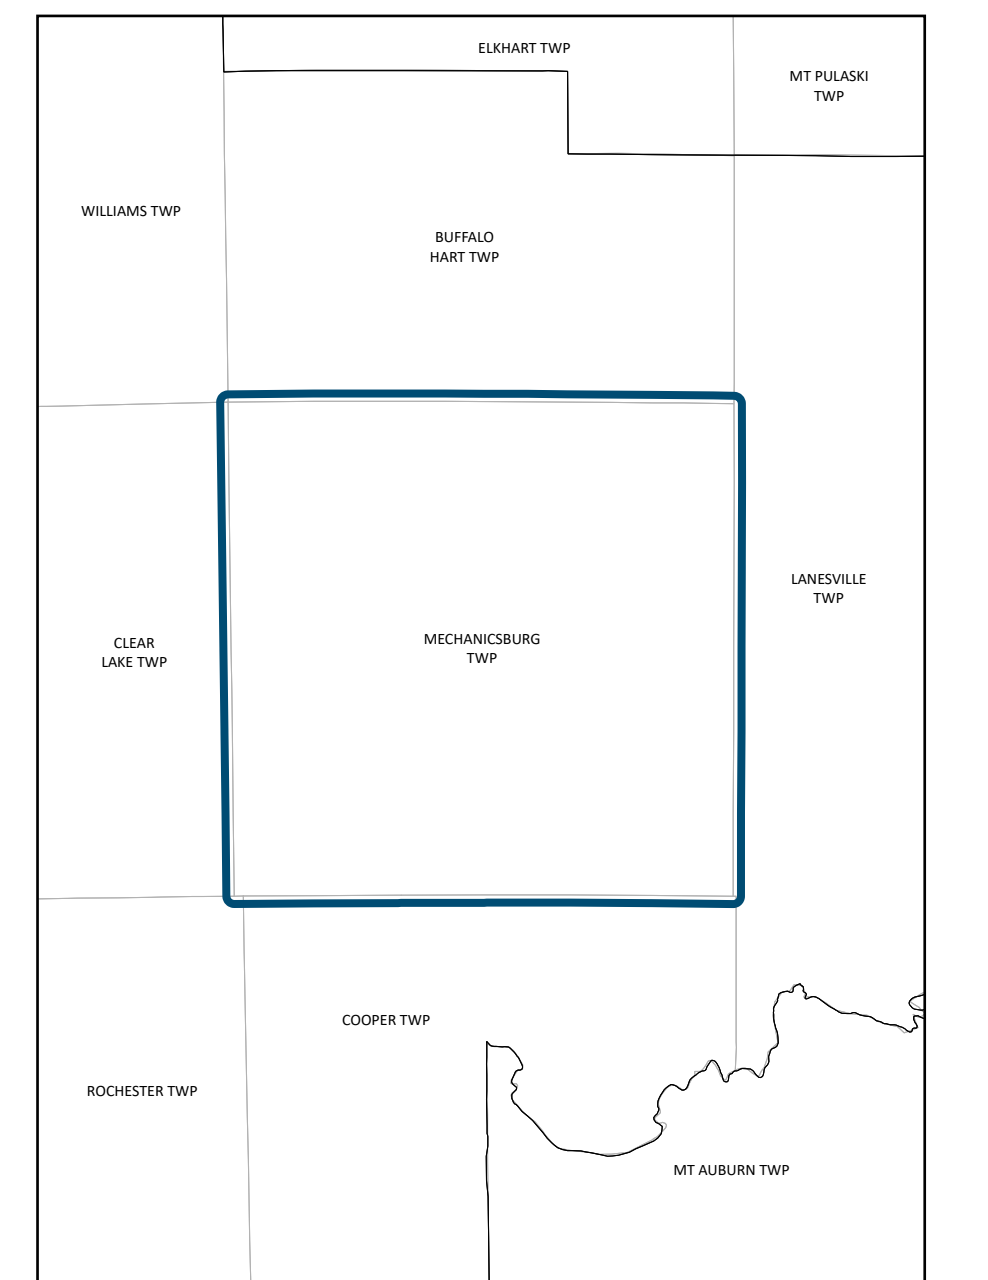 ELKHART TWP
MT PULASKI
TWP
WILLIAMS TWP
BUFFALO
HART TWP
LANESVILLE
TWP
CLEAR
LAKE TWP
MECHANICSBURG
TWP
COOPER TWP
ROCHESTER TWP
MT AUBURN TWP